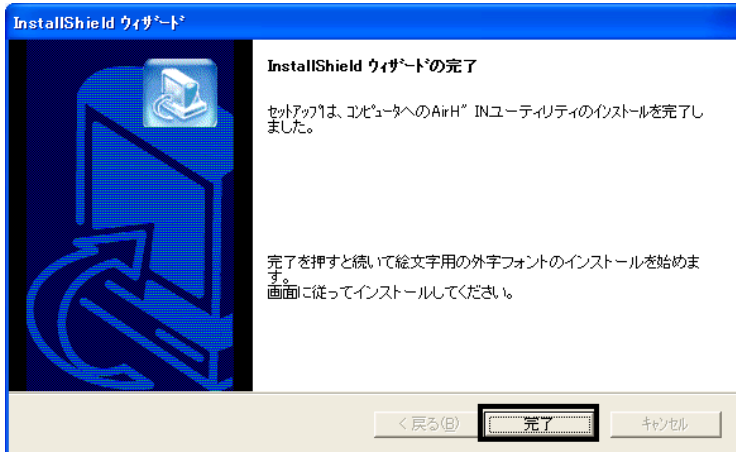 InstallShield ウィザード
InstallShield ウィザードの完了
セットアップは、コンピュータへのAirH" INユーティリティのインストールを完了し
ました。
完了を押すと続いて絵文字用の外字フォントのインストールを始めま
す。
画面に従ってインストールしてください。
< 戻る(B)
完了
キャンセル